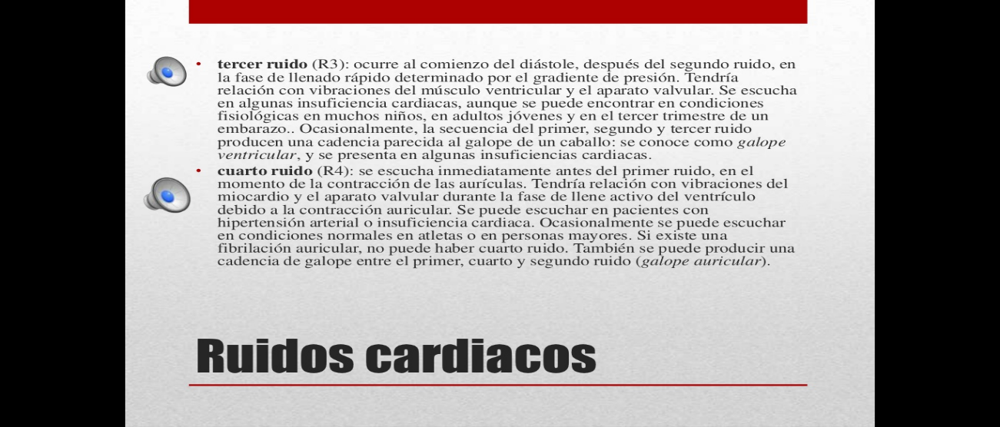 • tercer ruido (R3): ocurre al comienzo del diástole, después del segundo ruido, en
la fase de llenado rápido determinado por el gradiente de presión. Tendría
relación con vibraciones del músculo ventricular y el aparato valvular. Se escucha
en algunas insuficiencia cardiacas, aunque se puede encontrar en condiciones
fisiológicas en muchos niños, en adultos jóvenes y en el tercer trimestre de un
embarazo.. Ocasionalmente, la secuencia del primer, segundo y tercer ruido
producen una cadencia parecida al galope de un caballo: se conoce como galope
ventricular, y se presenta en algunas insuficiencias cardiacas.
• cuarto ruido (R4): se escucha inmediatamente antes del primer ruido, en el
momento de la contracción de las aurículas. Tendría relación con vibraciones del
miocardio y el aparato valvular durante la fase de llene activo del ventrículo
debido a la contracción auricular. Se puede escuchar en pacientes con
hipertensión arterial o insuficiencia cardiaca. Ocasionalmente se puede escuchar
en condiciones normales en atletas o en personas mayores. Si existe una
fibrilación auricular, no puede haber cuarto ruido. También se puede producir una
cadencia de galope entre el primer, cuarto y segundo ruido (galope auricular).
Ruidos cardiacos